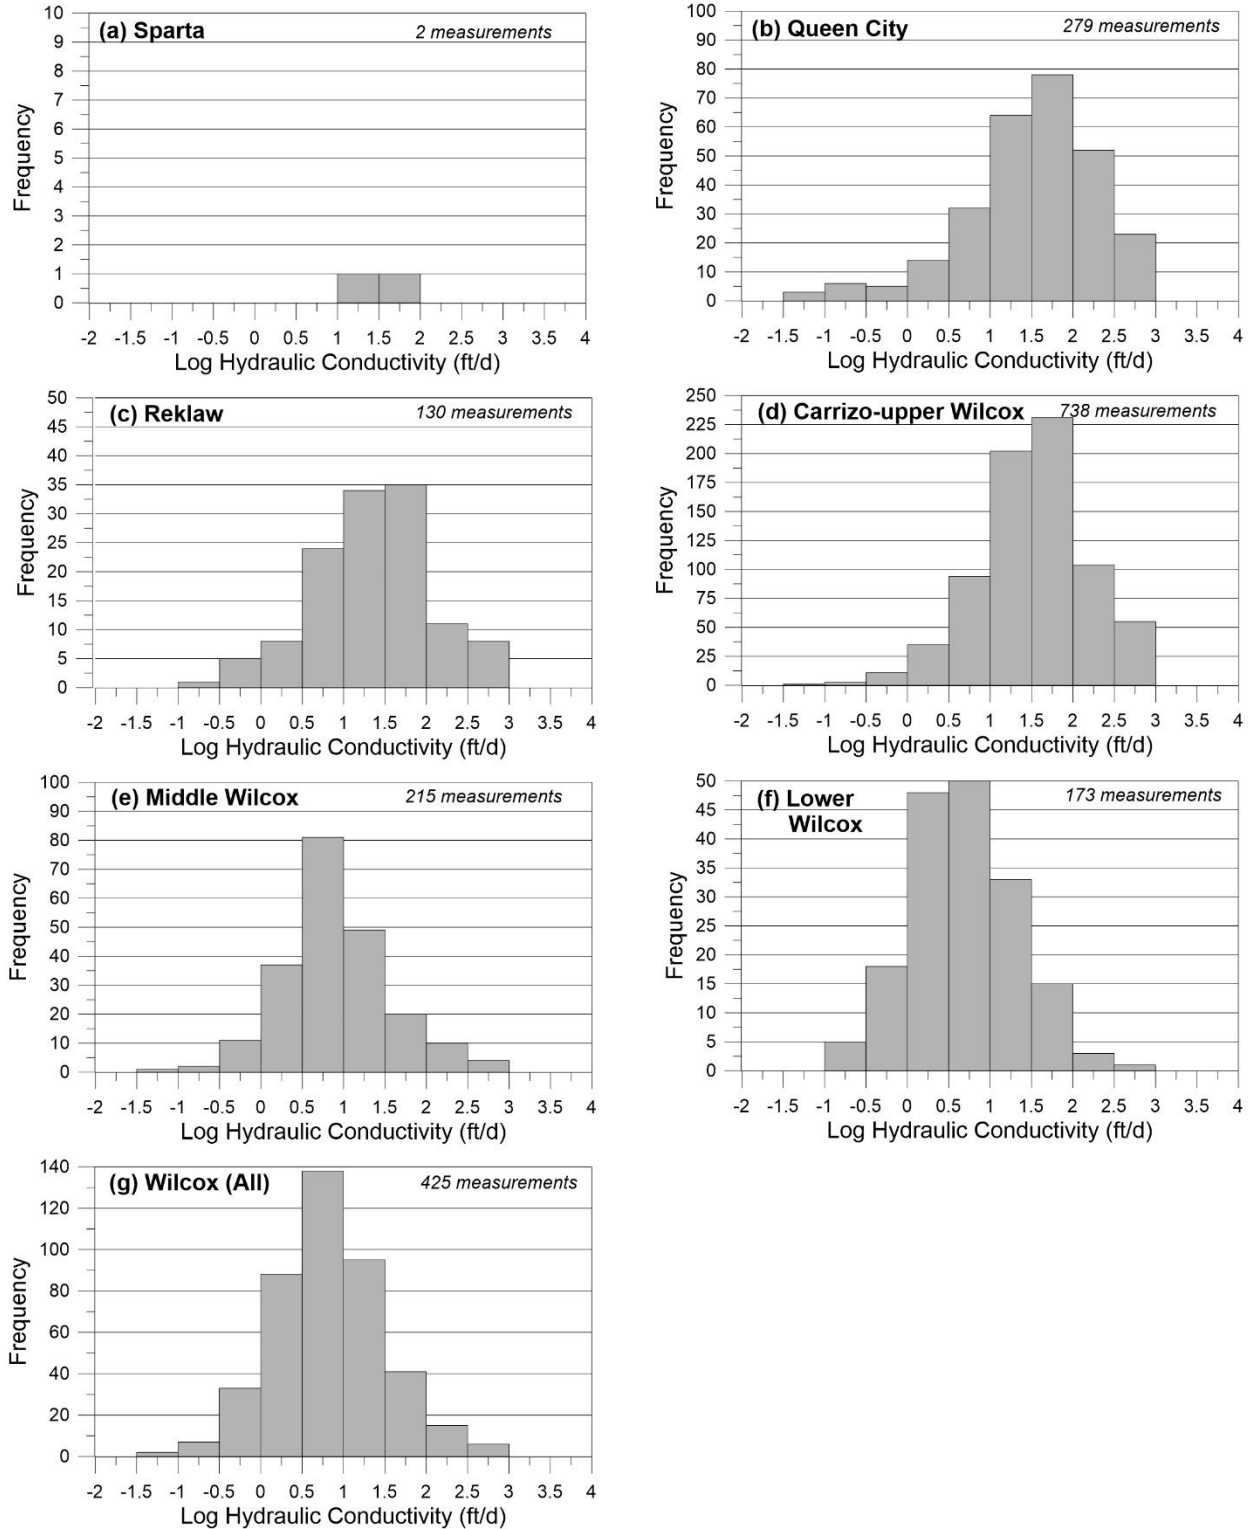 (a) Sparta
2 measurements
10
9
8
7
6
5
4
3
2
1
0
Frequency
-2 -1.5 -1 -0.5 0 0.5 1 1.5 2 2.5 3 3.5 4
Log Hydraulic Conductivity (ft/d)
(b) Queen City
279 measurements
100
90
80
70
60
50
40
30
20
10
0
Frequency
-2 -1.5 -1 -0.5 0 0.5 1 1.5 2 2.5 3 3.5 4
Log Hydraulic Conductivity (ft/d)
(c) Reklaw
130 measurements
50
45
40
35
30
25
20
15
10
5
0
Frequency
-2 -1.5 -1 -0.5 0 0.5 1 1.5 2 2.5 3 3.5 4
Log Hydraulic Conductivity (ft/d)
(d) Carrizo-upper Wilcox
738 measurements
250
225
200
175
150
125
100
75
50
25
0
Frequency
-2 -1.5 -1 -0.5 0 0.5 1 1.5 2 2.5 3 3.5 4
Log Hydraulic Conductivity (ft/d)
(e) Middle Wilcox
215 measurements
100
90
80
70
60
50
40
30
20
10
0
Frequency
-2 -1.5 -1 -0.5 0 0.5 1 1.5 2 2.5 3 3.5 4
Log Hydraulic Conductivity (ft/d)
(f) Lower
Wilcox
173 measurements
50
45
40
35
30
25
20
15
10
5
0
Frequency
-2 -1.5 -1 -0.5 0 0.5 1 1.5 2 2.5 3 3.5 4
Log Hydraulic Conductivity (ft/d)
(g) Wilcox (All)
425 measurements
140
120
100
80
60
40
20
0
Frequency
-2 -1.5 -1 -0.5 0 0.5 1 1.5 2 2.5 3 3.5 4
Log Hydraulic Conductivity (ft/d)